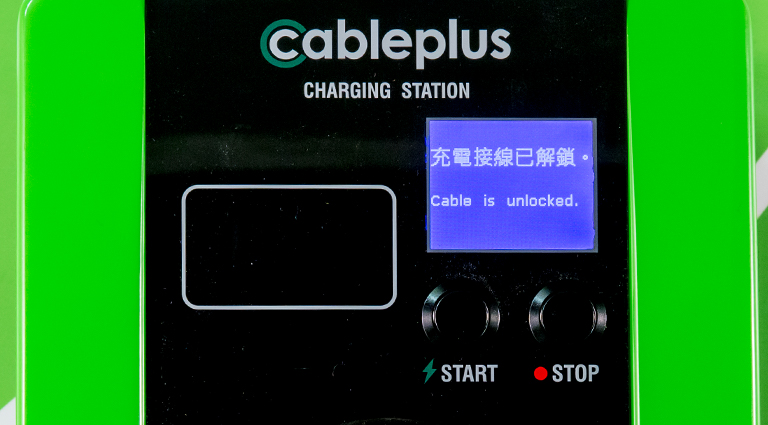 cableplus
CHARGING STATION
充電接線已解鎖。
Cable is unlocked.
START
STOP